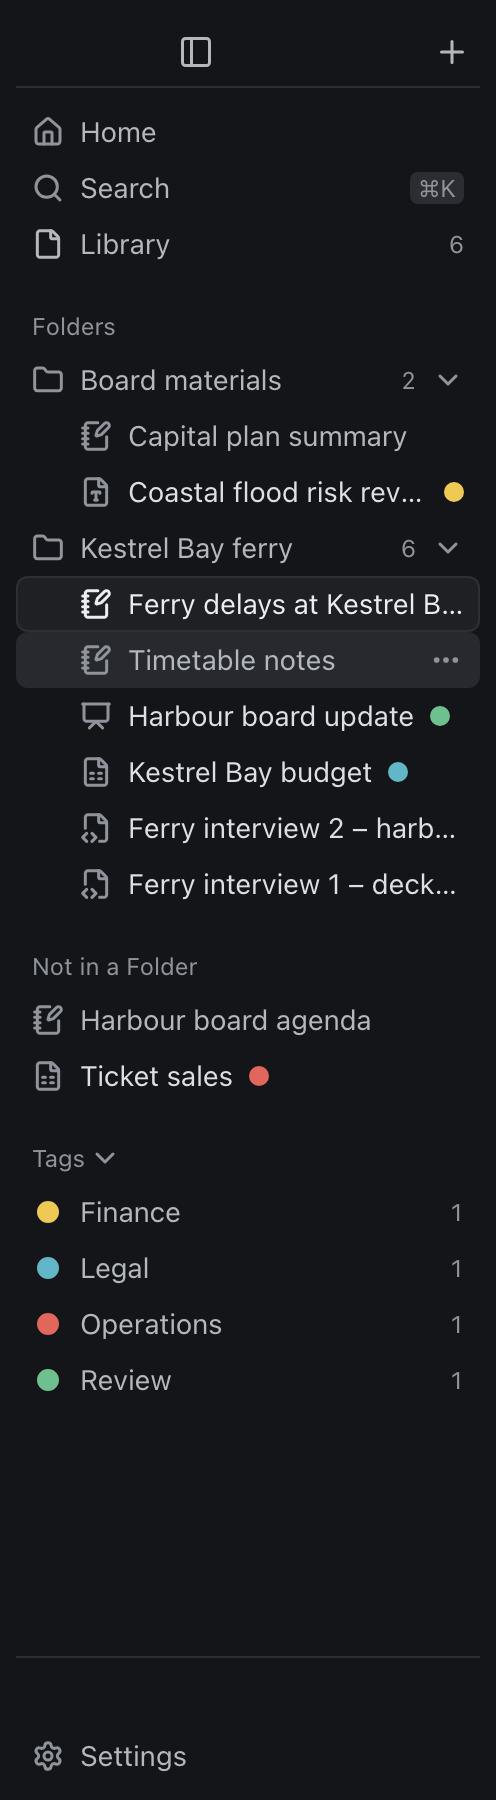 Home
Search ⌘K
Library 6
Folders
Board materials 2
Capital plan summary
Coastal flood risk rev...
Kestrel Bay ferry 6
Ferry delays at Kestrel B...
Timetable notes
Harbour board update
Kestrel Bay budget
Ferry interview 2 – harb...
Ferry interview 1 – deck...
Not in a Folder
Harbour board agenda
Ticket sales
Tags
Finance 1
Legal 1
Operations 1
Review 1
Settings